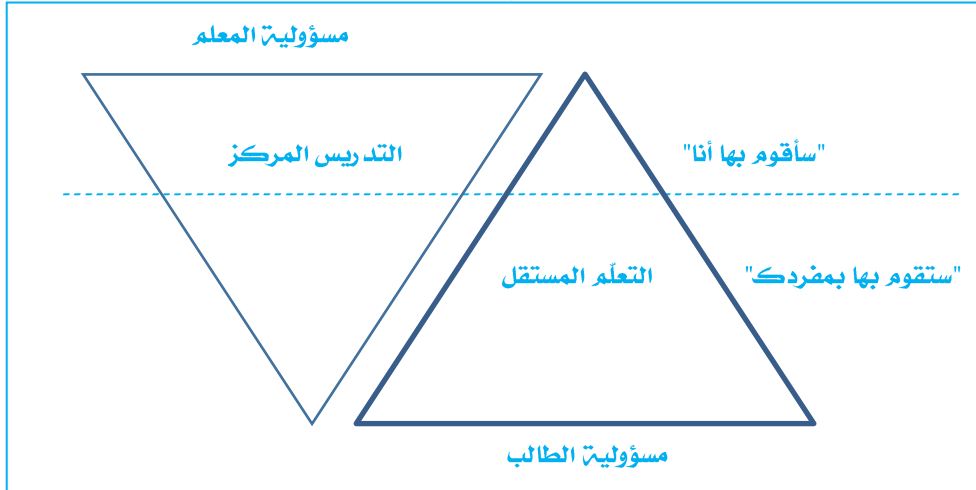 مسؤولية المعلم
التدريس المركز
"سأقوم بها أنا"
التعلّم المستقل
"ستقوم بها بمفردك"
مسؤولية الطالب